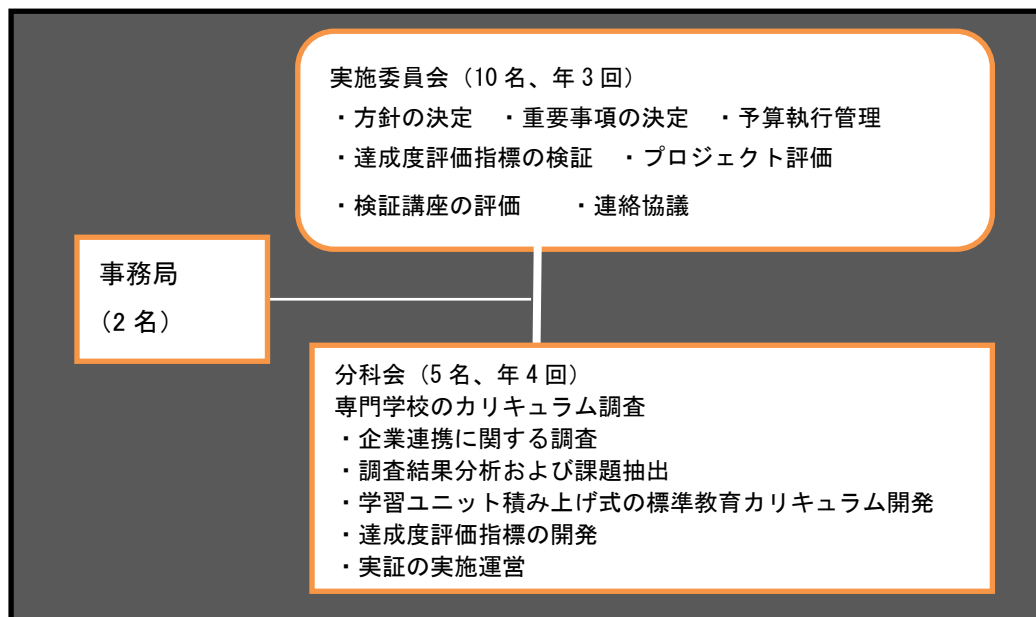 実施委員会（10名、年3回）
・方針の決定　・重要事項の決定　・予算執行管理
・達成度評価指標の検証　・プロジェクト評価
・検証講座の評価　　・連絡協議
事務局
（2名）
分科会（5名、年4回）
専門学校のカリキュラム調査
・企業連携に関する調査
・調査結果分析および課題抽出
・学習ユニット積み上げ式の標準教育カリキュラム開発
・達成度評価指標の開発
・実証の実施運営